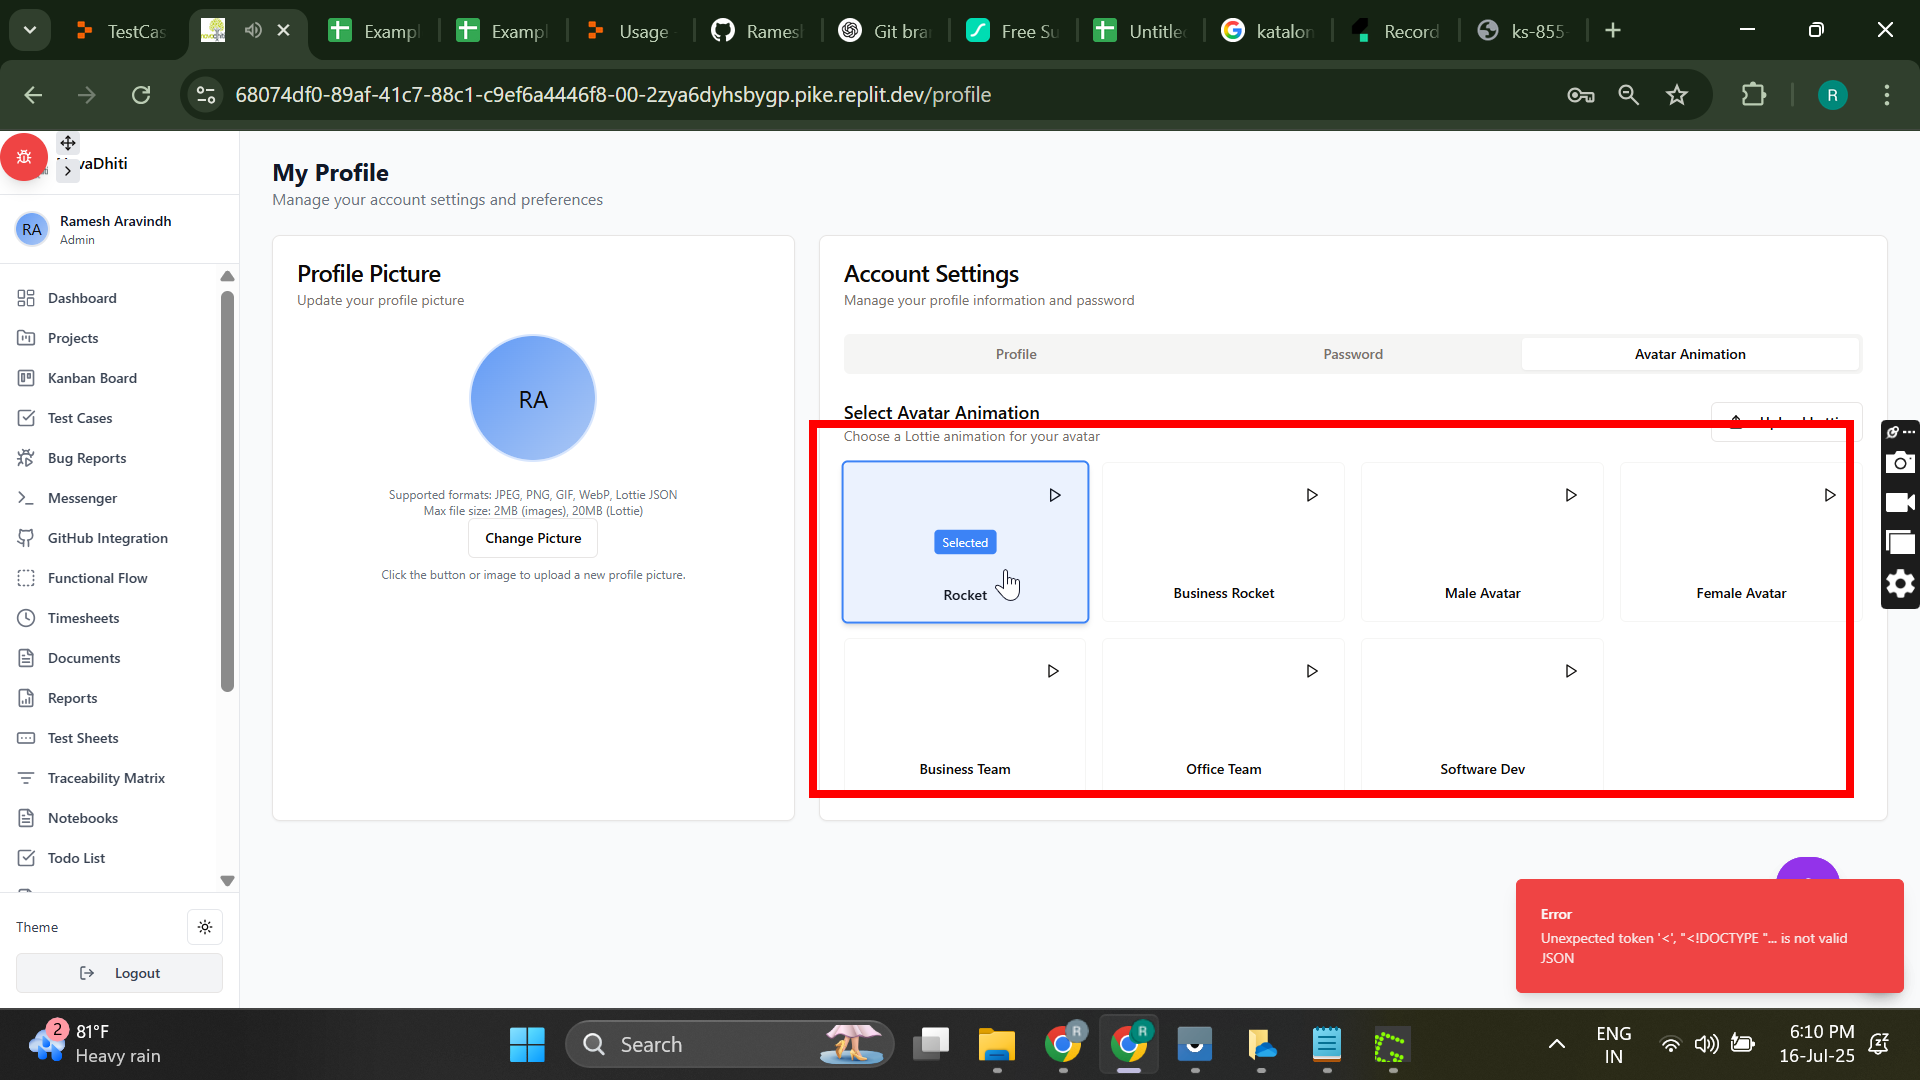 TestCas
Exampl
Exampl
Usage
Ramesh
Git bra
Free Su
Untitle
katalon
Record
ks-855-
68074df0-89af-41c7-88c1-c9ef6a4446f8-00-2zya6dyhsbygp.pike.replit.dev/profile
R
vaDhiti
RA
Ramesh Aravindh
Admin
Dashboard
Projects
Kanban Board
Test Cases
Bug Reports
Messenger
GitHub Integration
Functional Flow
Timesheets
Documents
Reports
Test Sheets
Traceability Matrix
Notebooks
Todo List
Theme
Logout
My Profile
Manage your account settings and preferences
Profile Picture
Update your profile picture
RA
Supported formats: JPEG, PNG, GIF, WebP, Lottie JSON
Max file size: 2MB (images), 20MB (Lottie)
Change Picture
Click the button or image to upload a new profile picture.
Account Settings
Manage your profile information and password
Profile
Password
Avatar Animation
Select Avatar Animation
Choose a Lottie animation for your avatar
Selected
Rocket
Business Rocket
Male Avatar
Female Avatar
Business Team
Office Team
Software Dev
Error
Unexpected token '<', "<!DOCTYPE "... is not valid
JSON
2
81°F
Heavy rain
Search
R
R
ENG
IN
6:10 PM
16-Jul-25